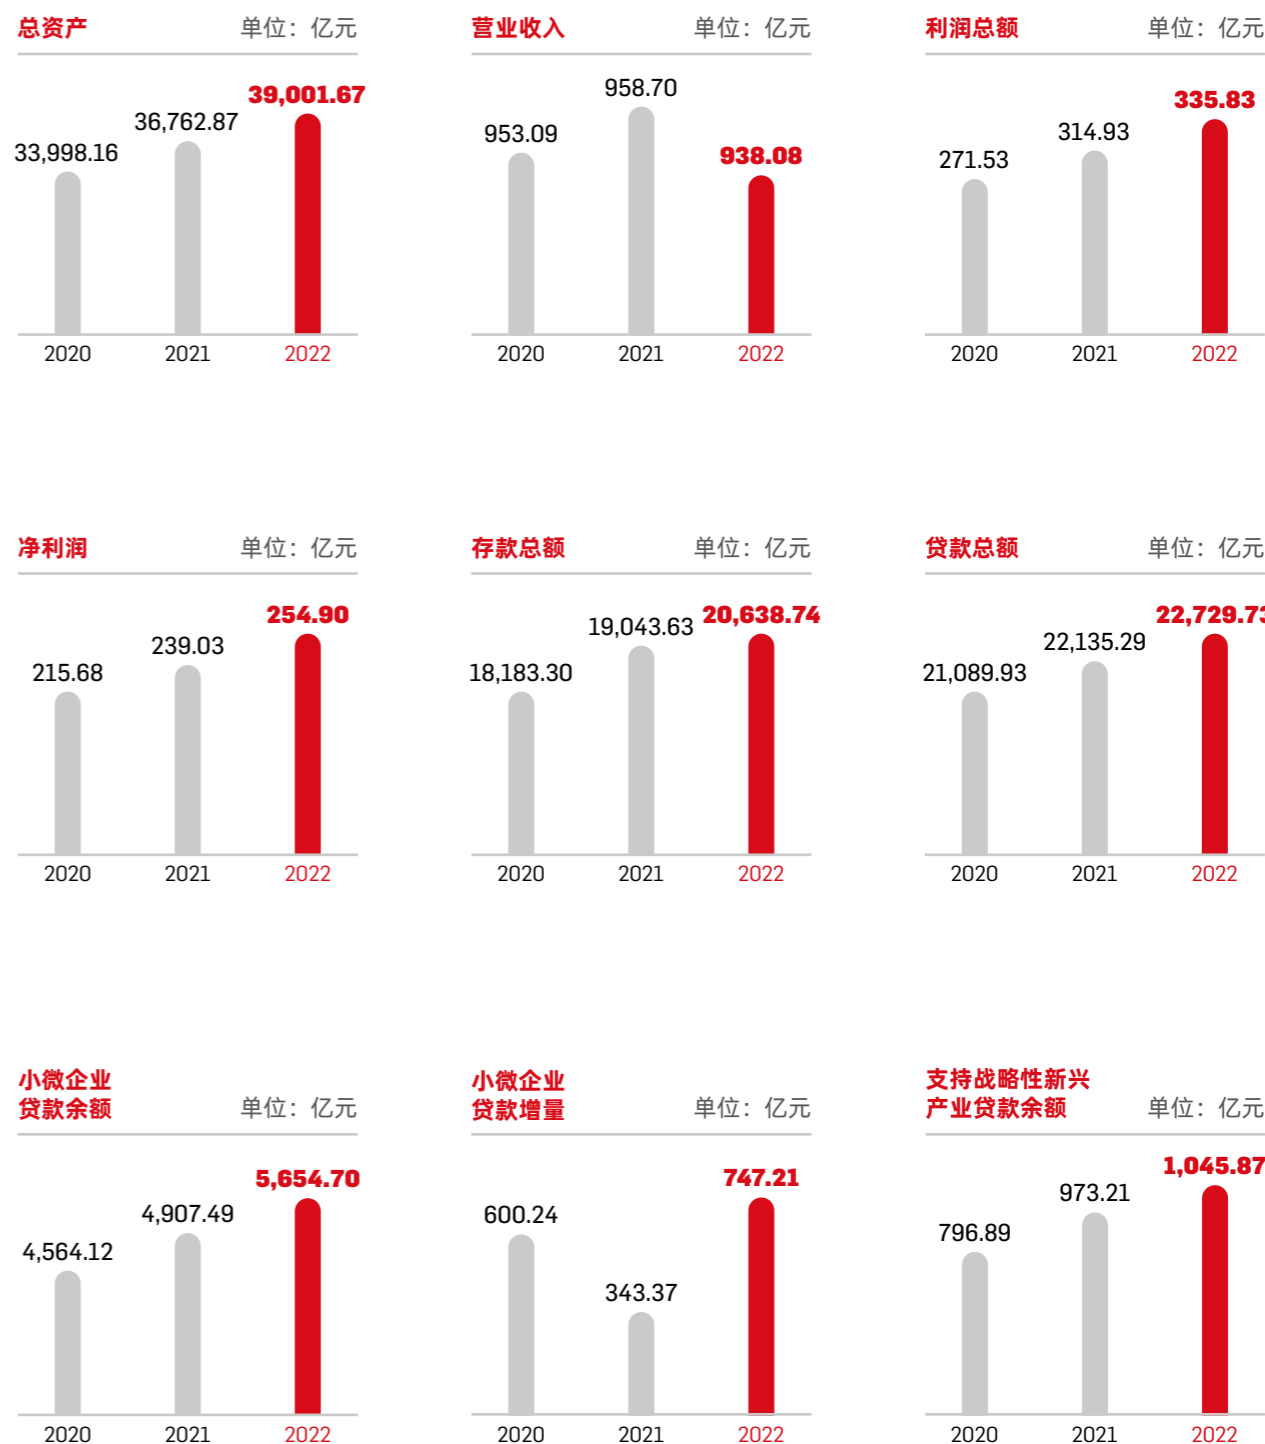 总资产 单位：亿元
39,001.67
36,762.87
33,998.16
2020 2021 2022
营业收入 单位：亿元
958.70
953.09
938.08
2020 2021 2022
利润总额 单位：亿元
335.83
314.93
271.53
2020 2021 2022
净利润 单位：亿元
254.90
239.03
215.68
2020 2021 2022
存款总额 单位：亿元
20,638.74
19,043.63
18,183.30
2020 2021 2022
贷款总额 单位：亿元
22,729.73
22,135.29
21,089.93
2020 2021 2022
小微企业
贷款余额 单位：亿元
5,654.70
4,907.49
4,564.12
2020 2021 2022
小微企业
贷款增量 单位：亿元
747.21
600.24
343.37
2020 2021 2022
支持战略性新兴
产业贷款余额 单位：亿元
1,045.87
973.21
796.89
2020 2021 2022